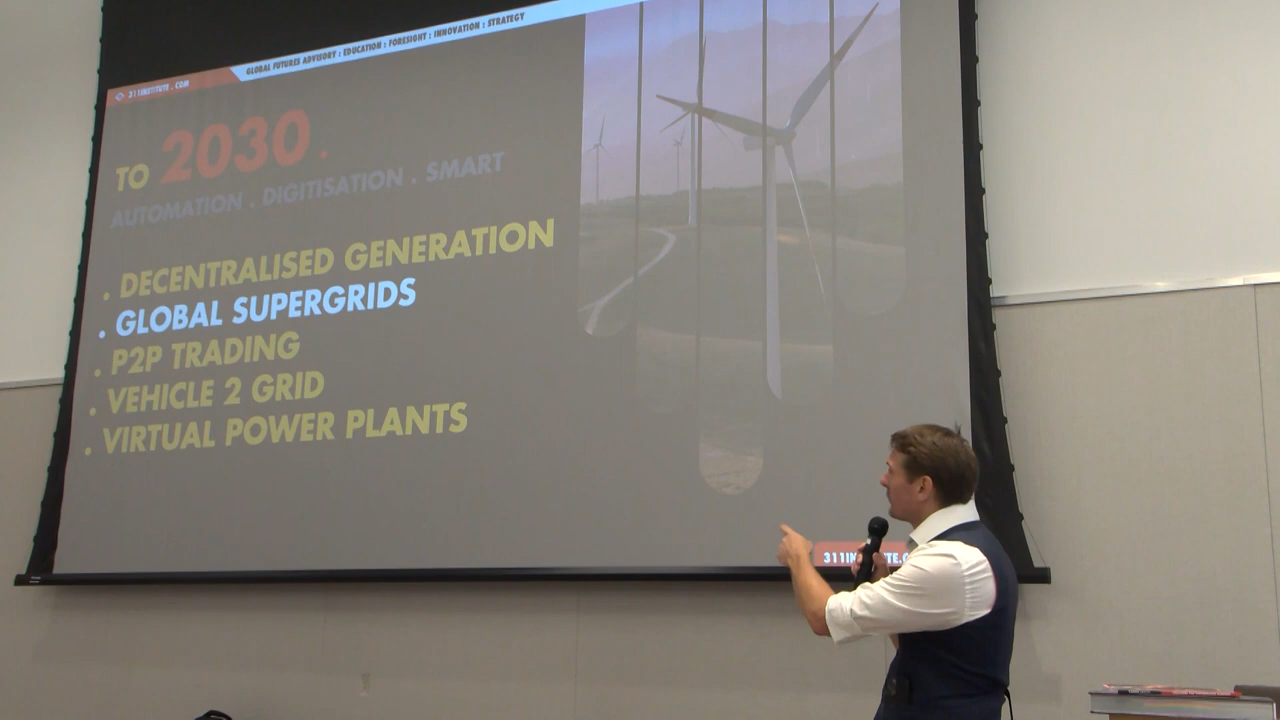 311INSTITUTE . COM
GLOBAL FUTURES ADVISORY : EDUCATION : FORESIGHT : INNOVATION : STRATEGY
TO 2030 .
AUTOMATION . DIGITISATION . SMART
. DECENTRALISED GENERATION
. GLOBAL SUPERGRIDS
. P2P TRADING
. VEHICLE 2 GRID
. VIRTUAL POWER PLANTS